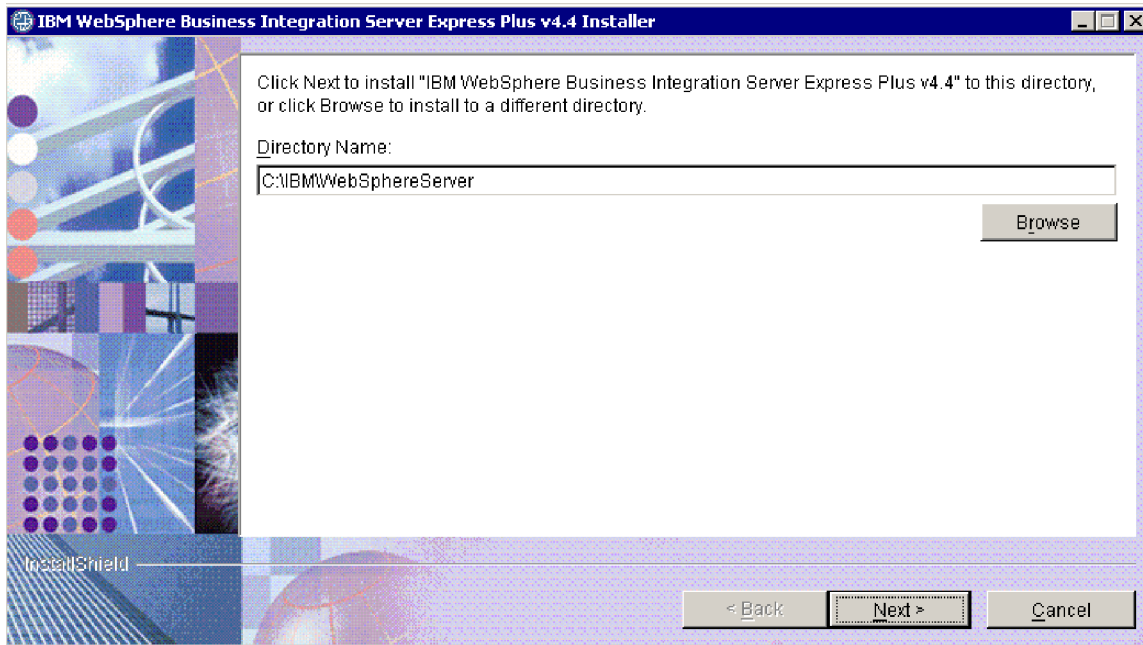 IBM WebSphere Business Integration Server Express Plus v4.4 Installer
Click Next to install "IBM WebSphere Business Integration Server Express Plus v4.4" to this directory,
or click Browse to install to a different directory.
Directory Name:
C:\IBM\WebSphereServer
Browse
InstallShield
< Back
Next >
Cancel